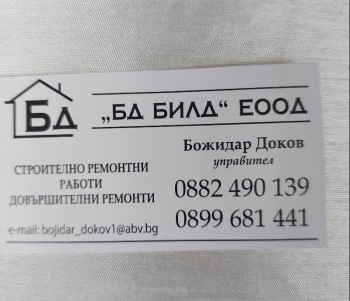 БД
„БД БИЛД“ ЕООД
Божидар Доков
управител
СТРОИТЕЛНО РЕМОНТНИ
РАБОТИ
ДОВЪРШИТЕЛНИ РЕМОНТИ
0882 490 139
0899 681 441
e-mail: bojidar_dokov1@abv.bg